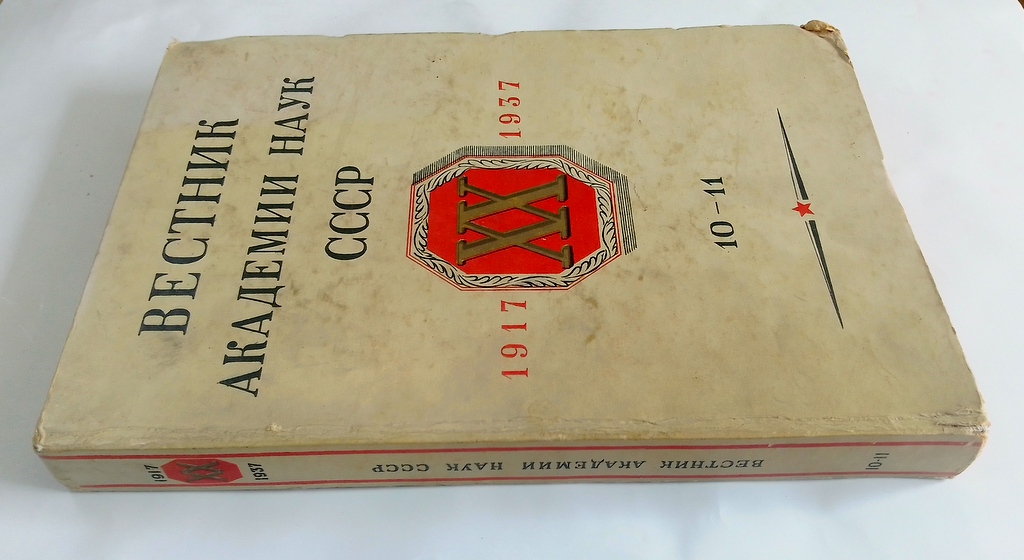 ВЕСТНИК
АКАДЕМИИ НАУК
СССР
1917 XX 1937
10-11
1917 XX 1937
ВЕСТНИК АКАДЕМИИ НАУК СССР
10-11